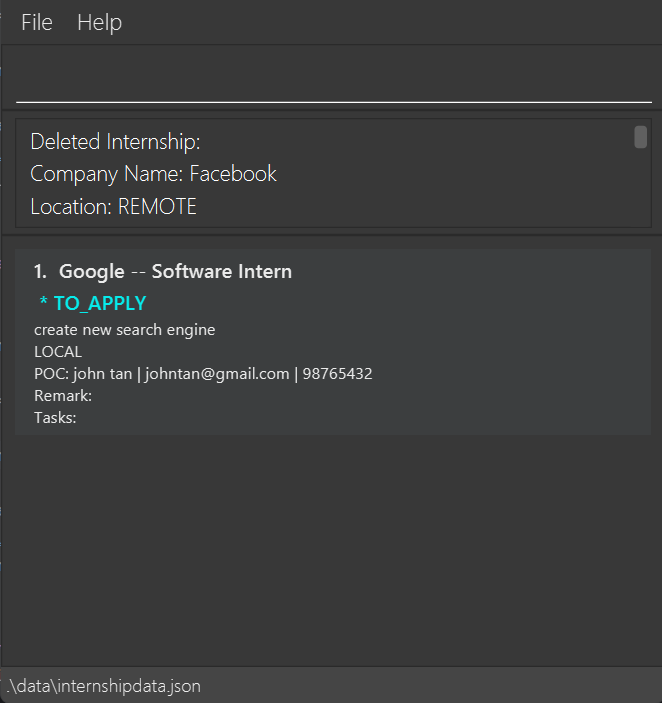 File Help
Deleted Internship:
Company Name: Facebook
Location: REMOTE
1. Google -- Software Intern
* TO_APPLY
create new search engine
LOCAL
POC: john tan | johntan@gmail.com | 98765432
Remark:
Tasks:
.\data\internshipdata.json